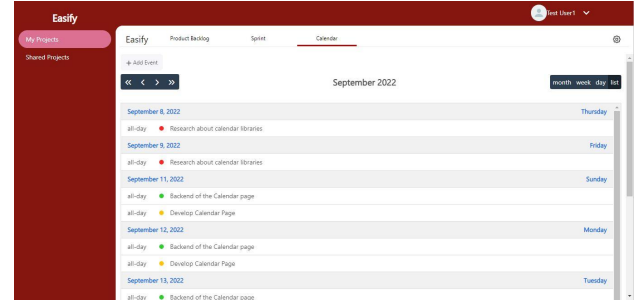 Easify
Test User1
My Projects
Shared Projects
Easify Product Backlog Sprint Calendar
+ Add Event
September 2022
month week day list
September 8, 2022 Thursday
all-day Research about calendar libraries
September 9, 2022 Friday
all-day Research about calendar libraries
September 11, 2022 Sunday
all-day Backend of the Calendar page
all-day Develop Calendar Page
September 12, 2022 Monday
all-day Backend of the Calendar page
all-day Develop Calendar Page
September 13, 2022 Tuesday
all-day Backend of the Calendar page